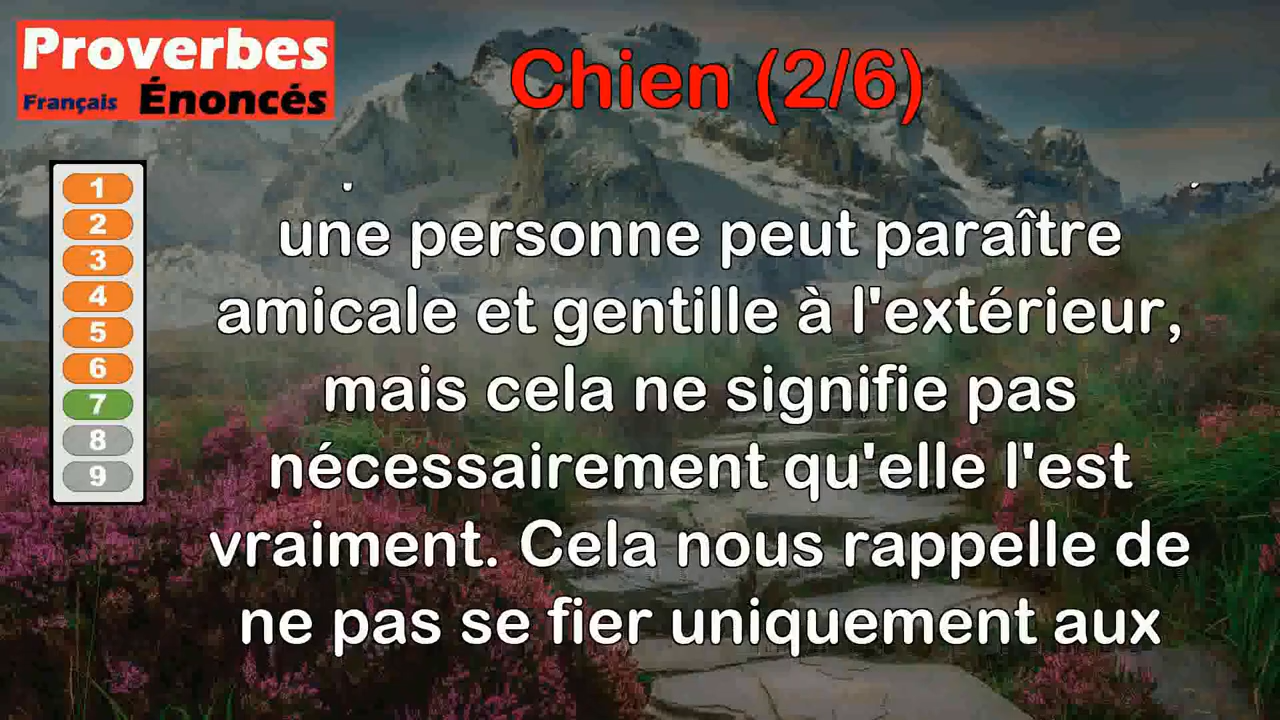 Proverbes
Français Énoncés
Chien (2/6)
1
2
3
4
5
6
7
8
9
une personne peut paraître
amicale et gentille à l'extérieur,
mais cela ne signifie pas
nécessairement qu'elle l'est
vraiment. Cela nous rappelle de
ne pas se fier uniquement aux